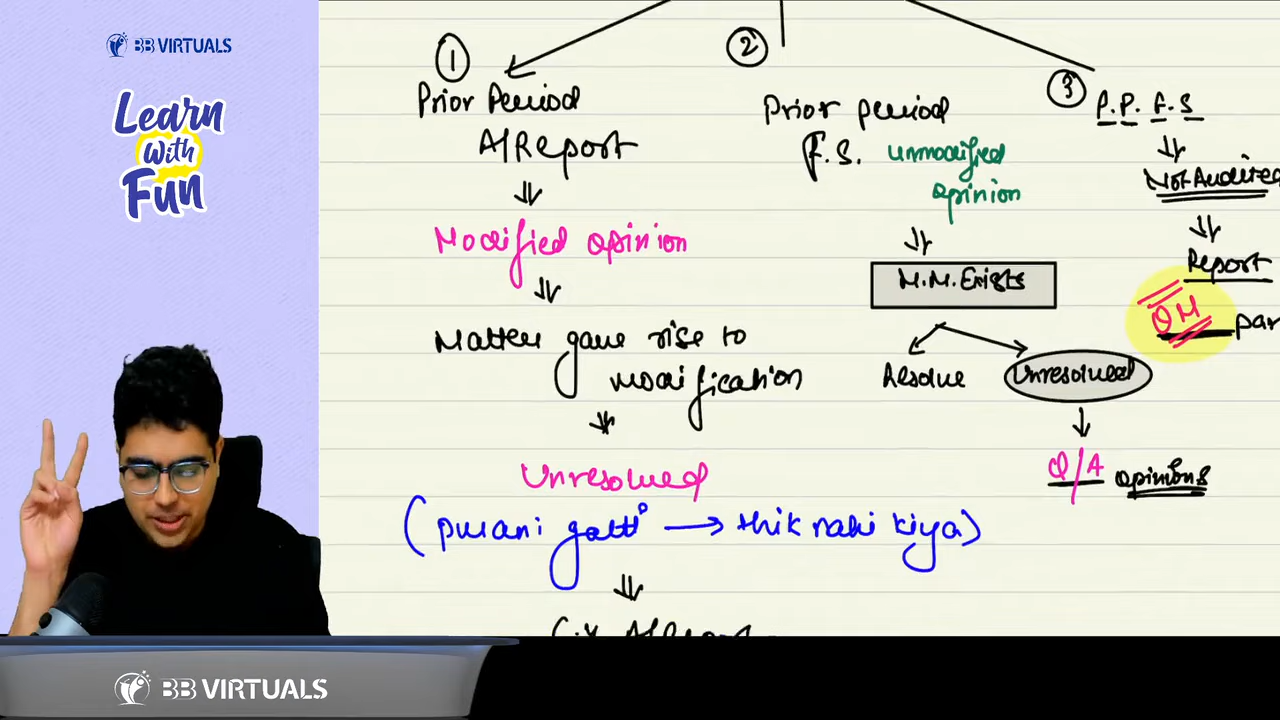 BB VIRTUALS
Learn
With
Fun
1
Prior Period
A/Report
⇓
Modified opinion
⇓
Matter gave rise to
modification
↓
Unresolved
(purani galti → thik nahi kiya)
⇓
C.Y A/Report
2
Prior period
F.S. unmodified
opinion
⇓
M.M. Exists
Resolve Unresolved
↓
Q/A opinions
3
P.P. F.S
⇓
Not Audited
⇓
Report
OM par
BB VIRTUALS